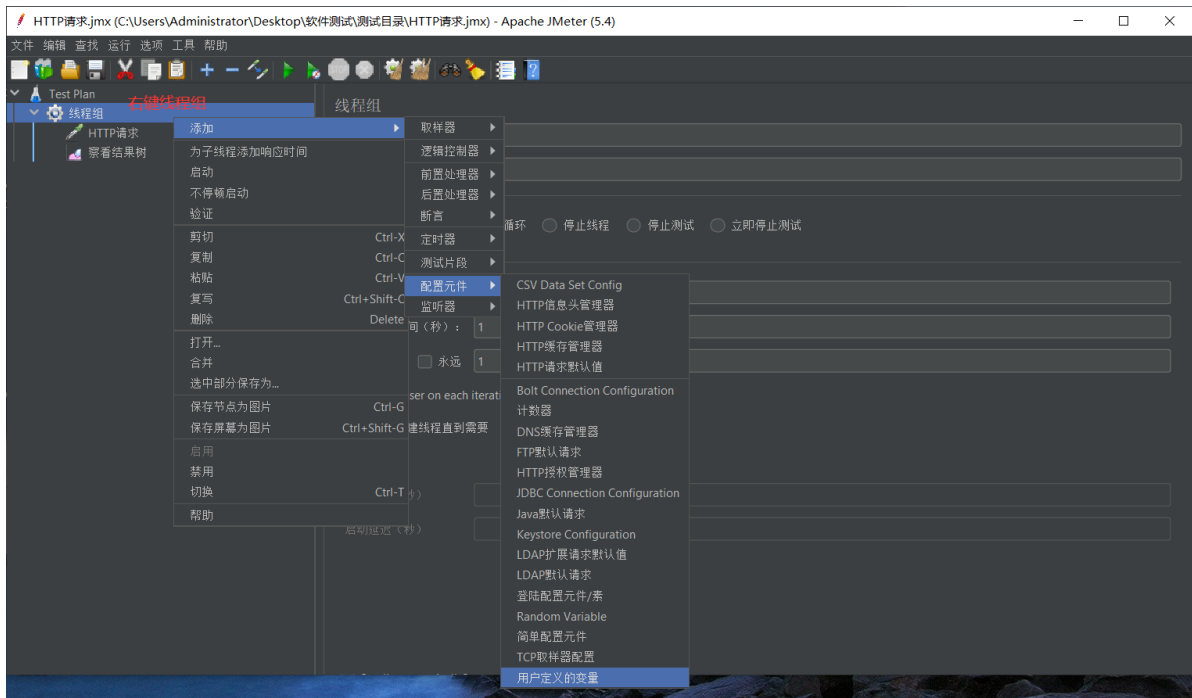 HTTP请求.jmx (C:\Users\Administrator\Desktop\软件测试\测试目录\HTTP请求.jmx) - Apache JMeter (5.4)
文件 编辑 查找 运行 选项 工具 帮助
Test Plan
右键线程组
线程组
HTTP请求
察看结果树
线程组
添加
为子线程添加响应时间
启动
不停顿启动
验证
剪切 Ctrl-X
复制 Ctrl-C
粘贴 Ctrl-V
复写 Ctrl+Shift-C
删除 Delete
打开...
合并
选中部分保存为...
保存节点为图片 Ctrl-G
保存屏幕为图片 Ctrl+Shift-G
启用
禁用
切换 Ctrl-T
帮助
取样器
逻辑控制器
前置处理器
后置处理器
断言
定时器
测试片段
配置元件
监听器
循环 停止线程 停止测试 立即停止测试
间（秒）： 1
永远 1
ser on each iterati
建线程直到需要
秒）
启动延迟（秒）
CSV Data Set Config
HTTP信息头管理器
HTTP Cookie管理器
HTTP缓存管理器
HTTP请求默认值
Bolt Connection Configuration
计数器
DNS缓存管理器
FTP默认请求
HTTP授权管理器
JDBC Connection Configuration
Java默认请求
Keystore Configuration
LDAP扩展请求默认值
LDAP默认请求
登陆配置元件/素
Random Variable
简单配置元件
TCP取样器配置
用户定义的变量